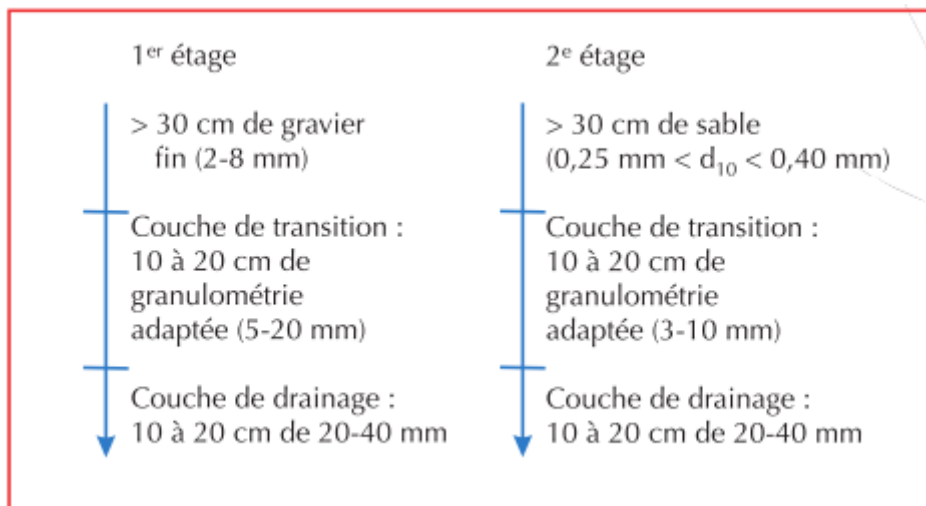 1er étage
> 30 cm de gravier
fin (2-8 mm)
Couche de transition :
10 à 20 cm de
granulométrie
adaptée (5-20 mm)
Couche de drainage :
10 à 20 cm de 20-40 mm
2e étage
> 30 cm de sable
(0,25 mm < d10 < 0,40 mm)
Couche de transition :
10 à 20 cm de
granulométrie
adaptée (3-10 mm)
Couche de drainage :
10 à 20 cm de 20-40 mm